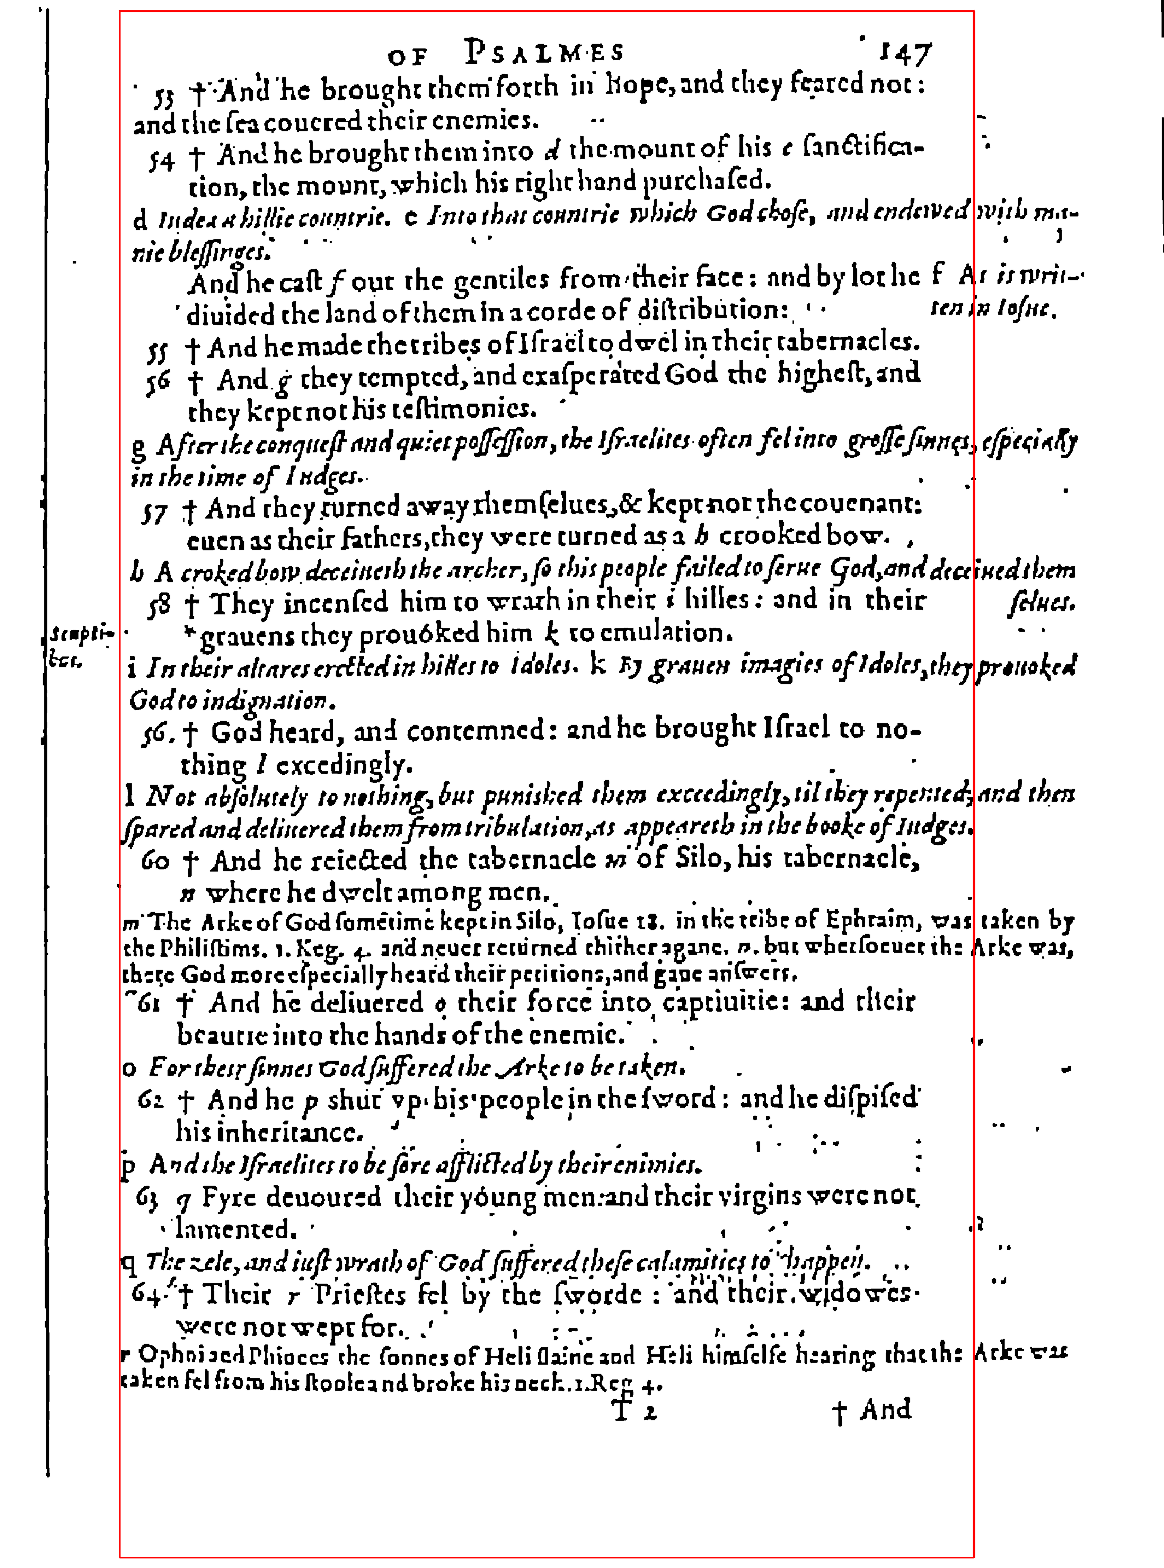 OF PSALMES 147
53 † And he brought them forth in hope, and they feared not:
and the sea couered their enemies.
54 † And he brought them into d the mount of his e sanctifica-
tion, the mount, which his right hand purchased.
d Indea a hillie countrie. e Into that countrie which God chose, and endewed with ma-
nie blessinges.
And he cast f out the gentiles from their face: and by lot he f As is writ-
diuided the land of them in a corde of distribution: ten in Iosue.
55 † And he made the tribes of Israel to dwel in their tabernacles.
56 † And g they tempted, and exasperated God the highest, and
they kept not his testimonies.
g After the conquest and quiet possession, the Israelites often fel into grosse sinnes, especially
in the time of Iudges.
57 † And they turned away themselues, & kept not the couenant:
euen as their fathers, they were turned as a h crooked bow.
h A croked bow deceiueth the archer, so this people failed to serue God, and deceiued them
58 † They incensed him to wrath in their i hilles: and in their selues.
sculpti- * grauens they prouóked him k to emulation.
i In their altares erected in hilles to Idoles. k By grauen imagies of Idoles, they prouoked
God to indignation.
56. † God heard, and contemned: and he brought Israel to no-
thing l excedingly.
l Not absolutely to nothing, but punished them exceedingly, til they repented, and then
spared and deliuered them from tribulation, as appeareth in the booke of Iudges.
60 † And he reiected the tabernacle m of Silo, his tabernacle,
n where he dwelt among men.
m The Arke of God sometime kept in Silo, Iosue 18. in the tribe of Ephraim, was taken by
the Philistims. 1. Reg. 4. and neuer returned thither agane. n. but whersoeuer the Arke was,
there God more especially heard their petitions, and gaue answers.
61 † And he deliuered o their force into captiuitie: and their
beautie into the hands of the enemie.
o For their sinnes God suffered the Arke to be taken.
62 † And he p shut vp his people in the sword: and he dispised
his inheritance.
p And the Israelites to be sore afflicted by their enimies.
63 q Fyre deuoured their yóung men: and their virgins were not
lamented.
q The zele, and iust wrath of God suffered these calamities to happen.
64 † Their r Priestes fel by the sworde: and their widowes
were not wept for.
r Ophni aed Phinees the sonnes of Heli slaine and Heli himselfe hearing that the Arke was
taken fel from his stoole and broke his neck. 1. Reg 4.
T 2 † And